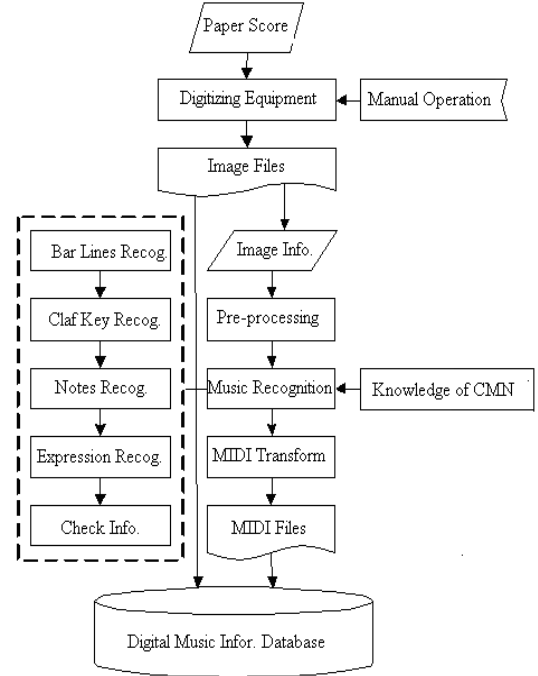 Paper Score
Digitizing Equipment
Manual Operation
Image Files
Bar Lines Recog.
Image Info.
Claf Key Recog.
Pre-processing
Notes Recog.
Music Recognition
Knowledge of CMN
Expression Recog.
MIDI Transform
Check Info.
MIDI Files
Digital Music Infor. Database